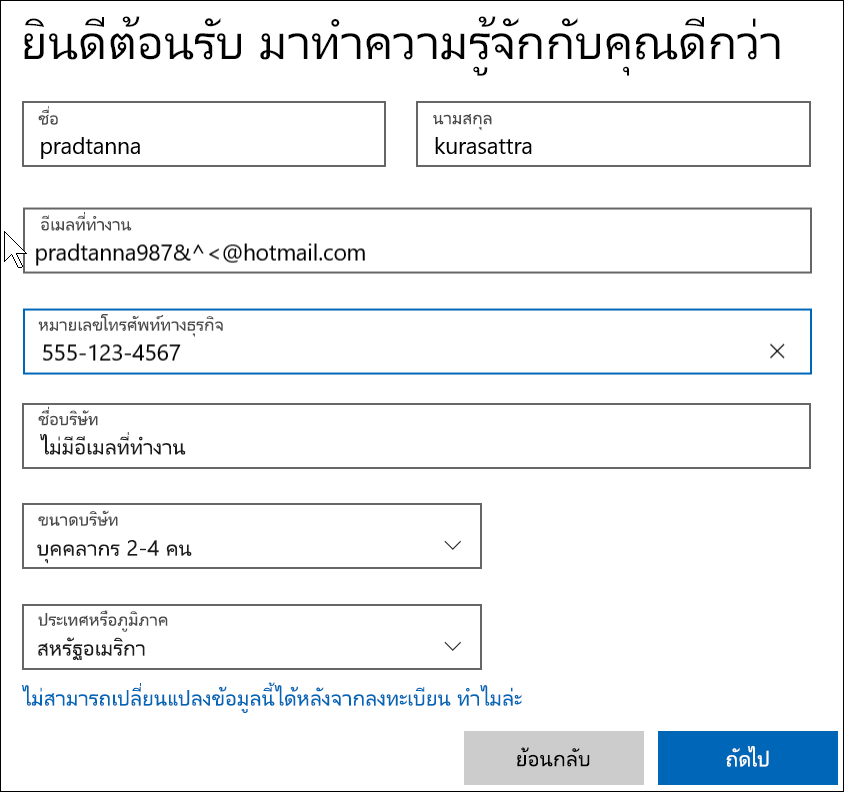 ยินดีต้อนรับ มาทำความรู้จักกับคุณดีกว่า
ชื่อ
pradtanna
นามสกุล
kurasattra
อีเมลที่ทำงาน
pradtanna987&^<@hotmail.com
หมายเลขโทรศัพท์ทางธุรกิจ
555-123-4567
ชื่อบริษัท
ไม่มีอีเมลที่ทำงาน
ขนาดบริษัท
บุคคลากร 2-4 คน
ประเทศหรือภูมิภาค
สหรัฐอเมริกา
ไม่สามารถเปลี่ยนแปลงข้อมูลนี้ได้หลังจากลงทะเบียน ทำไมล่ะ
ย้อนกลับ
ถัดไป